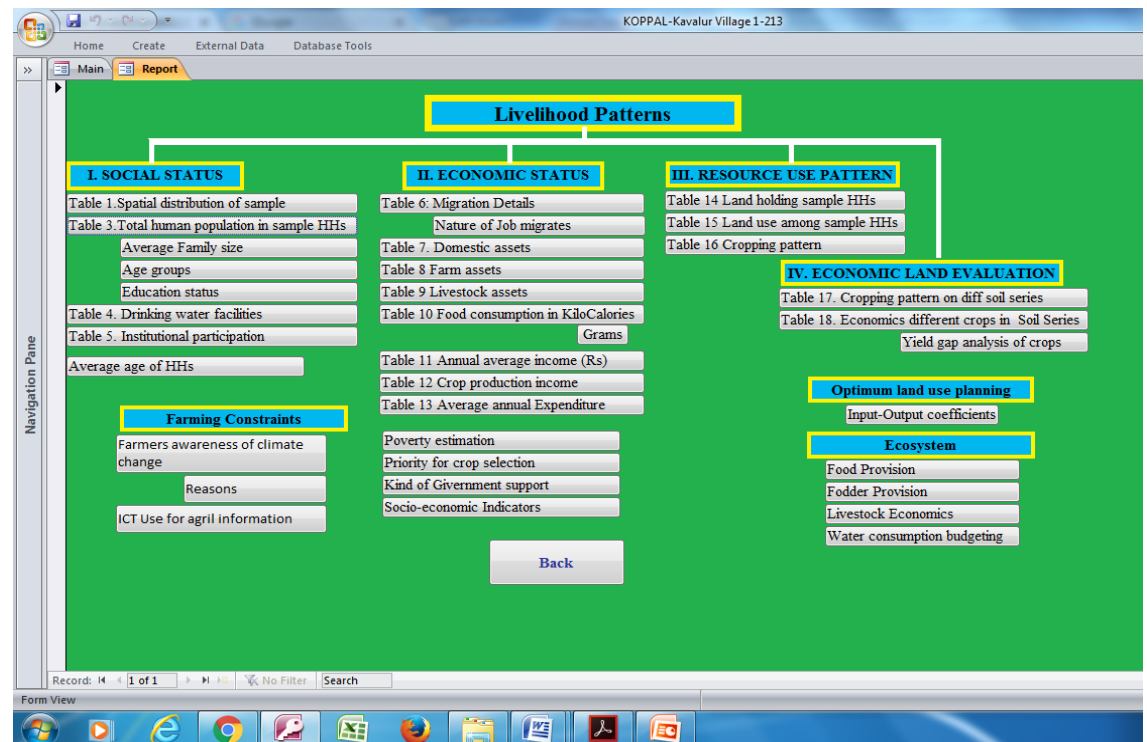 KOPPAL-Kavalur Village 1-213
Home Create External Data Database Tools
Main Report
Navigation Pane
Livelihood Patterns
I. SOCIAL STATUS
Table 1.Spatial distribution of sample
Table 3.Total human population in sample HHs
Average Family size
Age groups
Education status
Table 4. Drinking water facilities
Table 5. Institutional participation
Average age of HHs
Farming Constraints
Farmers awareness of climate
change
Reasons
ICT Use for agril information
II. ECONOMIC STATUS
Table 6: Migration Details
Nature of Job migrates
Table 7. Domestic assets
Table 8 Farm assets
Table 9 Livestock assets
Table 10 Food consumption in KiloCalories
Grams
Table 11 Annual average income (Rs)
Table 12 Crop production income
Table 13 Average annual Expenditure
Poverty estimation
Priority for crop selection
Kind of Givernment support
Socio-economic Indicators
Back
III. RESOURCE USE PATTERN
Table 14 Land holding sample HHs
Table 15 Land use among sample HHs
Table 16 Cropping pattern
IV. ECONOMIC LAND EVALUATION
Table 17. Cropping pattern on diff soil series
Table 18. Economics different crops in Soil Series
Yield gap analysis of crops
Optimum land use planning
Input-Output coefficients
Ecosystem
Food Provision
Fodder Provision
Livestock Economics
Water consumption budgeting
Record: 1 of 1 No Filter Search
Form View